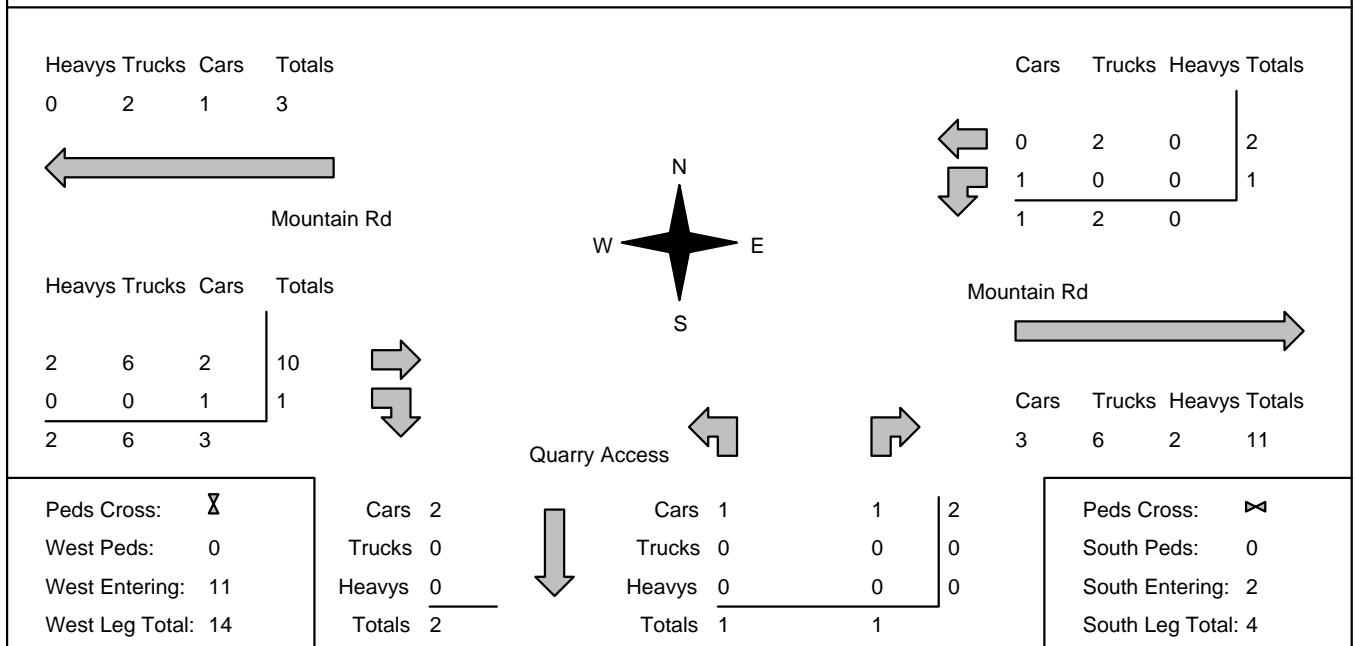 Heavys Trucks Cars Totals
0 2 1 3
Cars Trucks Heavys Totals
0 2 0 2
1 0 0 1
1 2 0
Mountain Rd
N
W E
S
Heavys Trucks Cars Totals
2 6 2 10
0 0 1 1
2 6 3
Mountain Rd
Cars Trucks Heavys Totals
3 6 2 11
Quarry Access
Peds Cross:
West Peds: 0
West Entering: 11
West Leg Total: 14
Cars 2
Trucks 0
Heavys 0
Totals 2
Cars 1 1 2
Trucks 0 0 0
Heavys 0 0 0
Totals 1 1
Peds Cross:
South Peds: 0
South Entering: 2
South Leg Total: 4